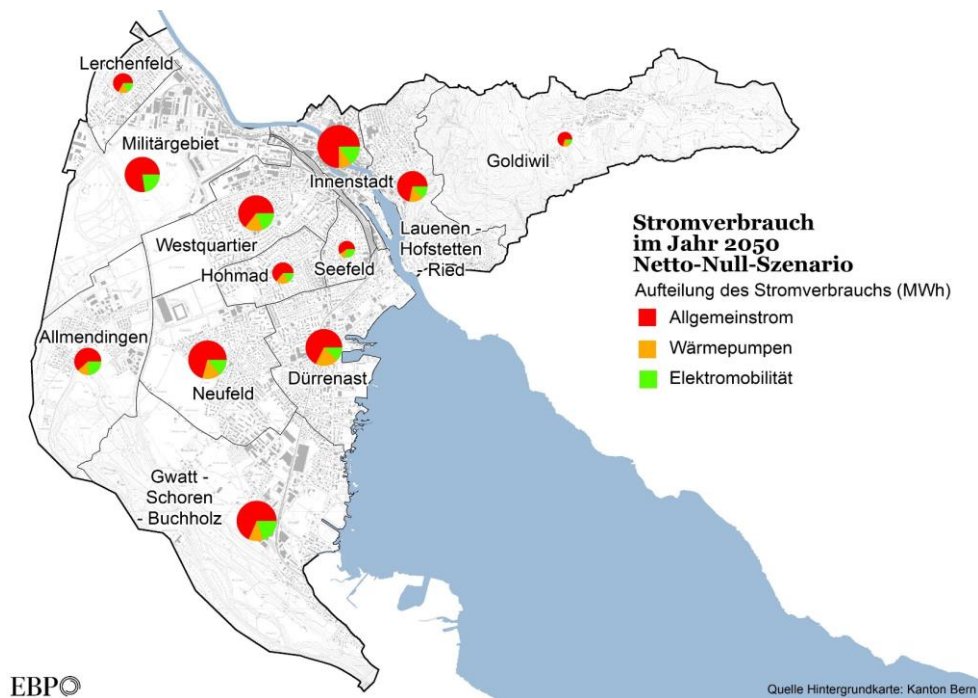 Lerchenfeld
Militärgebiet
Innenstadt
Goldiwil
Westquartier
Lauenen -
Hofstetten
- Ried
Seefeld
Hohmad
Allmendingen
Neufeld
Dürrenast
Gwatt -
Schoren
- Buchholz
Stromverbrauch
im Jahr 2050
Netto-Null-Szenario
Aufteilung des Stromverbrauchs (MWh)
Allgemeinstrom
Wärmepumpen
Elektromobilität
EBP
Quelle Hintergrundkarte: Kanton Bern